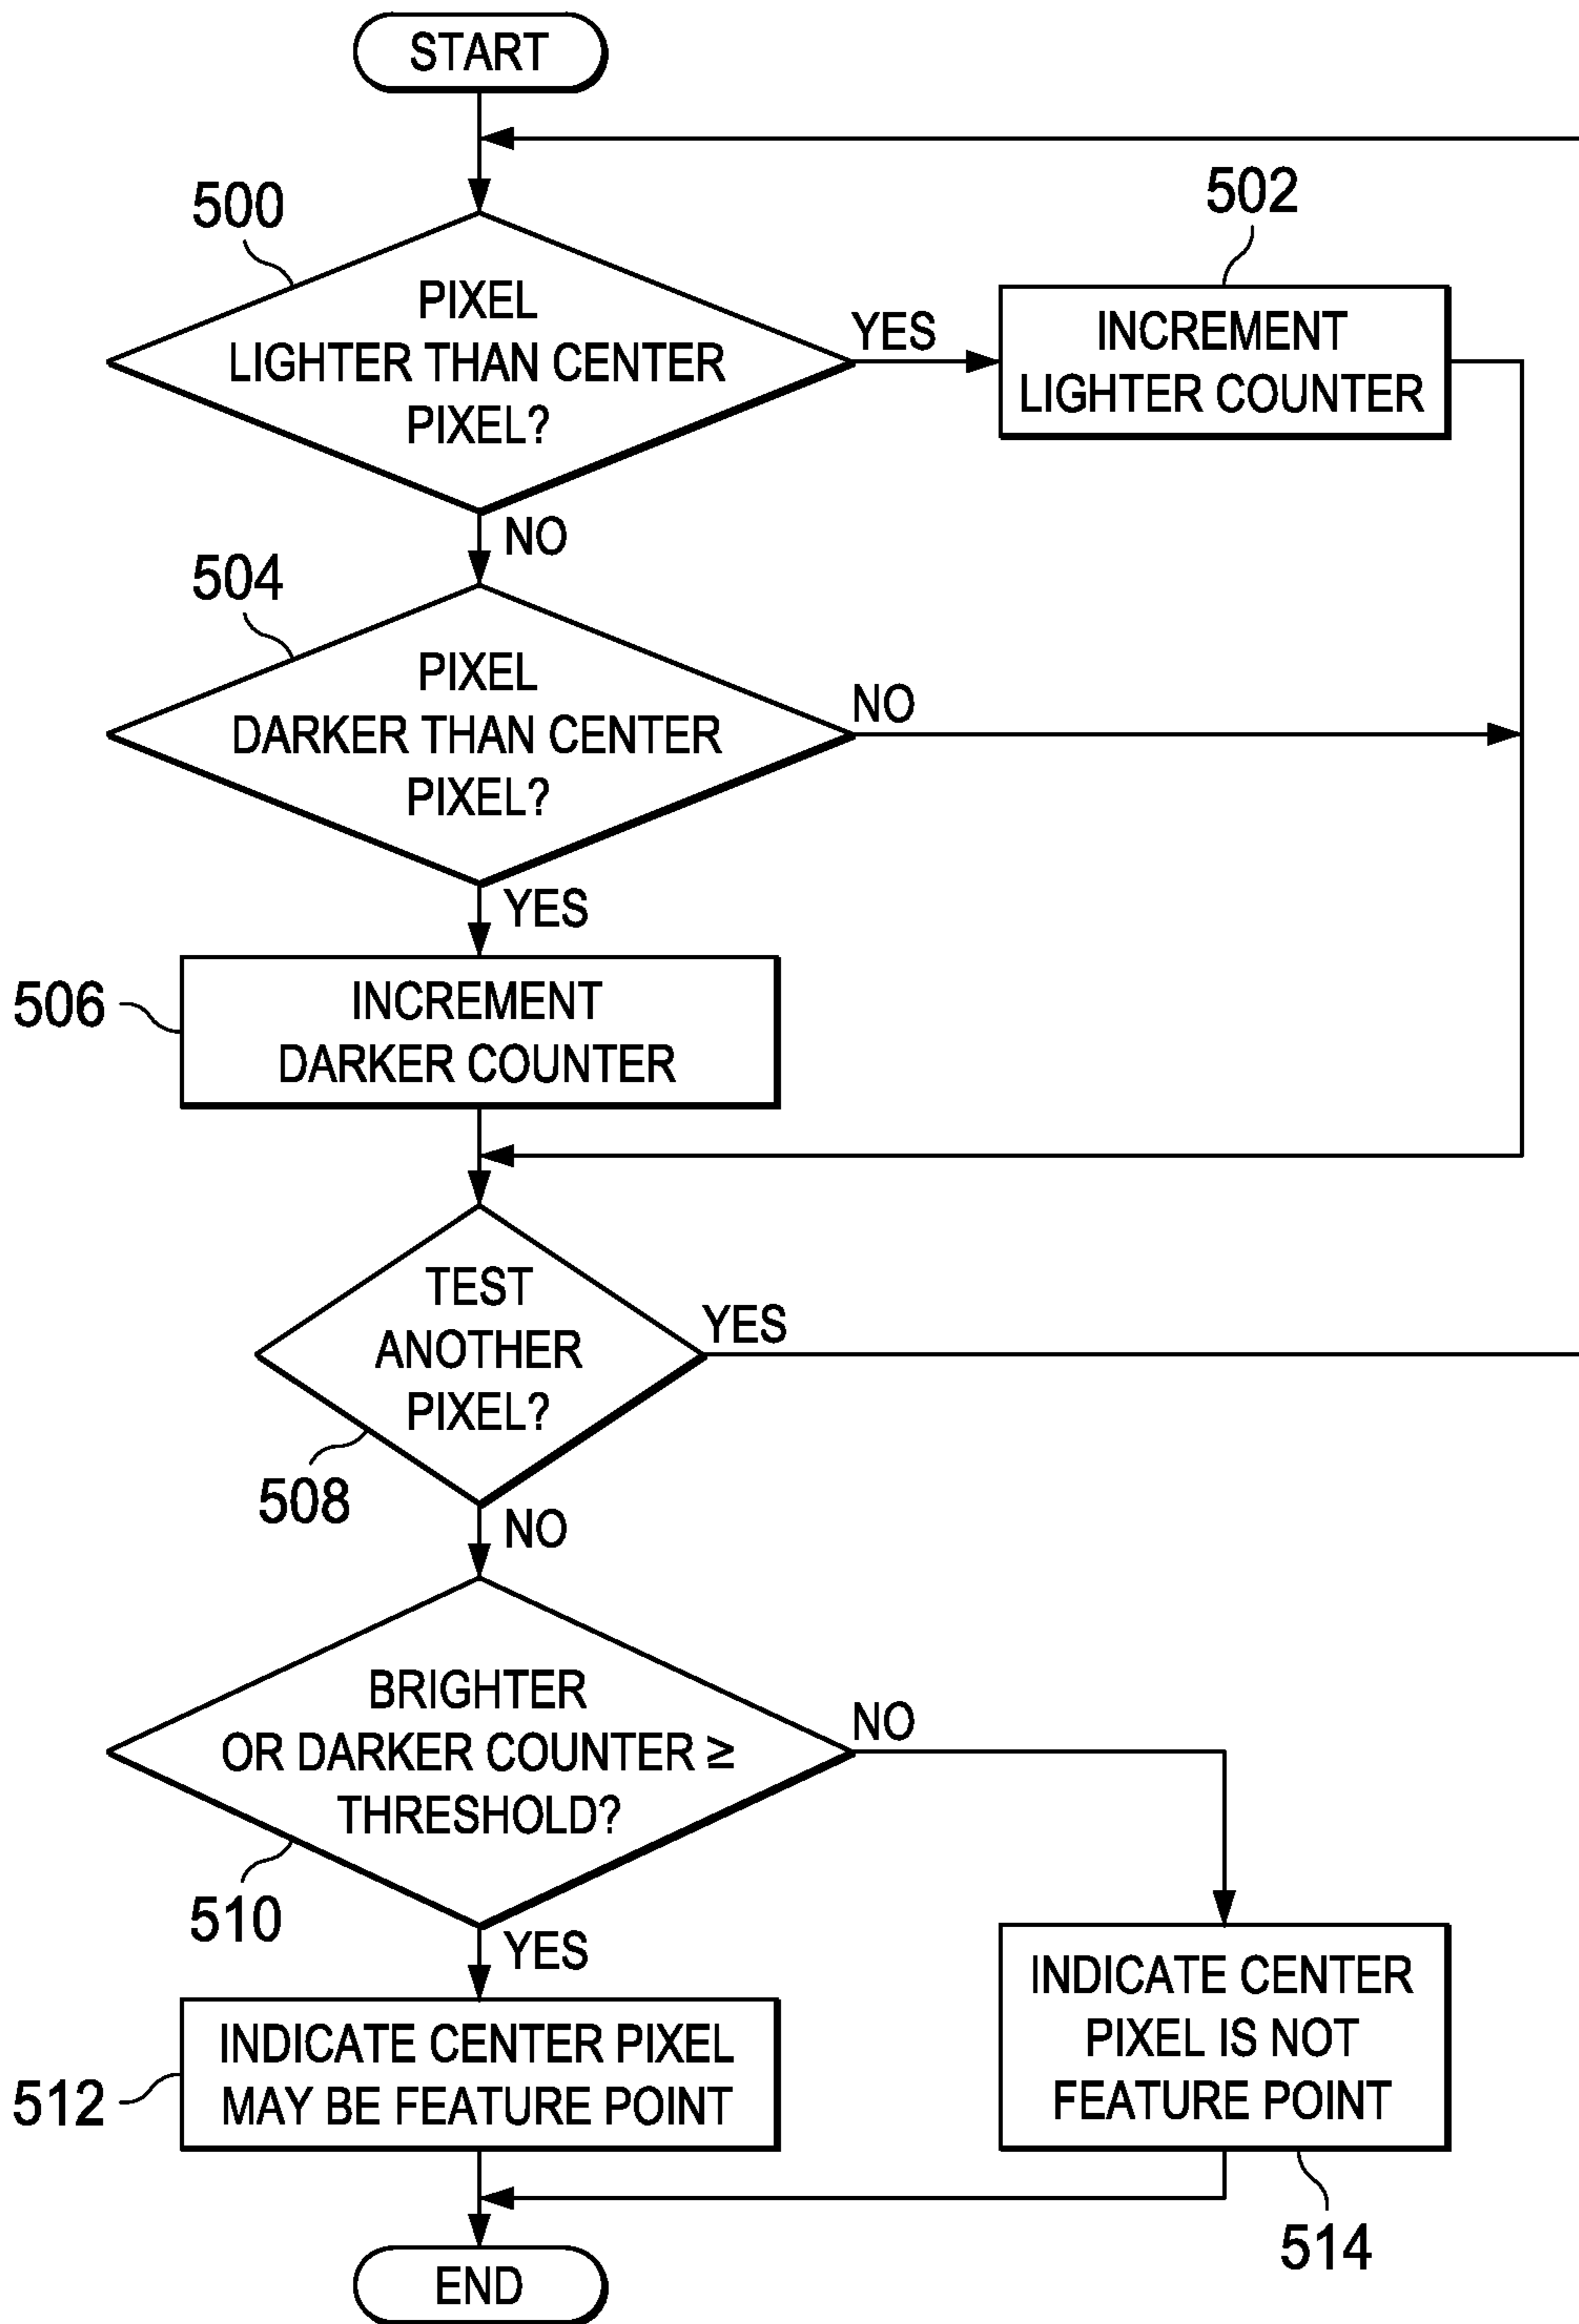 START
500
PIXEL
LIGHTER THAN CENTER
PIXEL?
YES
502
INCREMENT
LIGHTER COUNTER
NO
504
PIXEL
DARKER THAN CENTER
PIXEL?
NO
YES
506
INCREMENT
DARKER COUNTER
TEST
ANOTHER
PIXEL?
YES
508
NO
BRIGHTER
OR DARKER COUNTER ≥
THRESHOLD?
NO
510
YES
512
INDICATE CENTER PIXEL
MAY BE FEATURE POINT
INDICATE CENTER
PIXEL IS NOT
FEATURE POINT
514
END